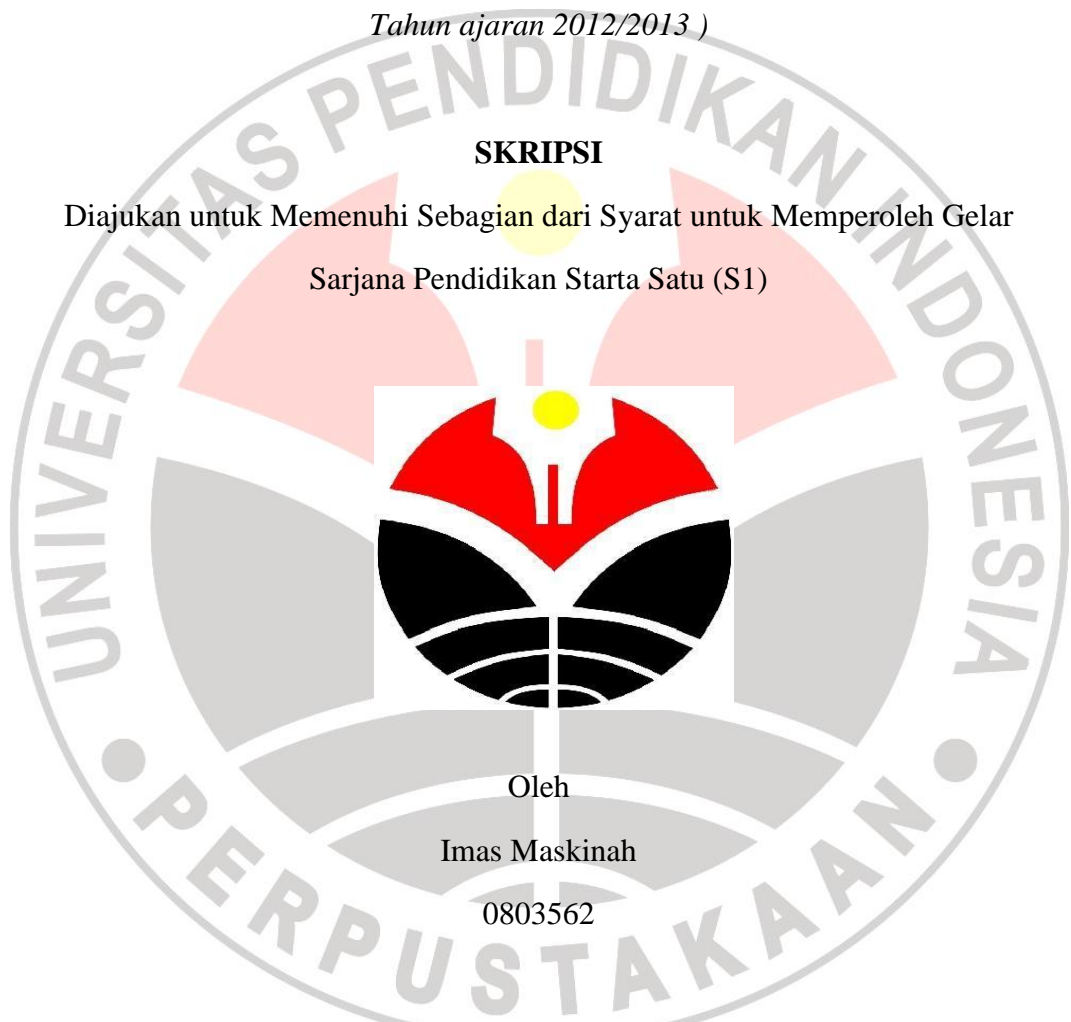 Tahun ajaran 2012/2013 )
SKRIPSI
Diajukan untuk Memenuhi Sebagian dari Syarat untuk Memperoleh Gelar
Sarjana Pendidikan Starta Satu (S1)
Oleh
Imas Maskinah
0803562
UNIVERSITAS PENDIDIKAN INDONESIA
PERPUSTAKAAN